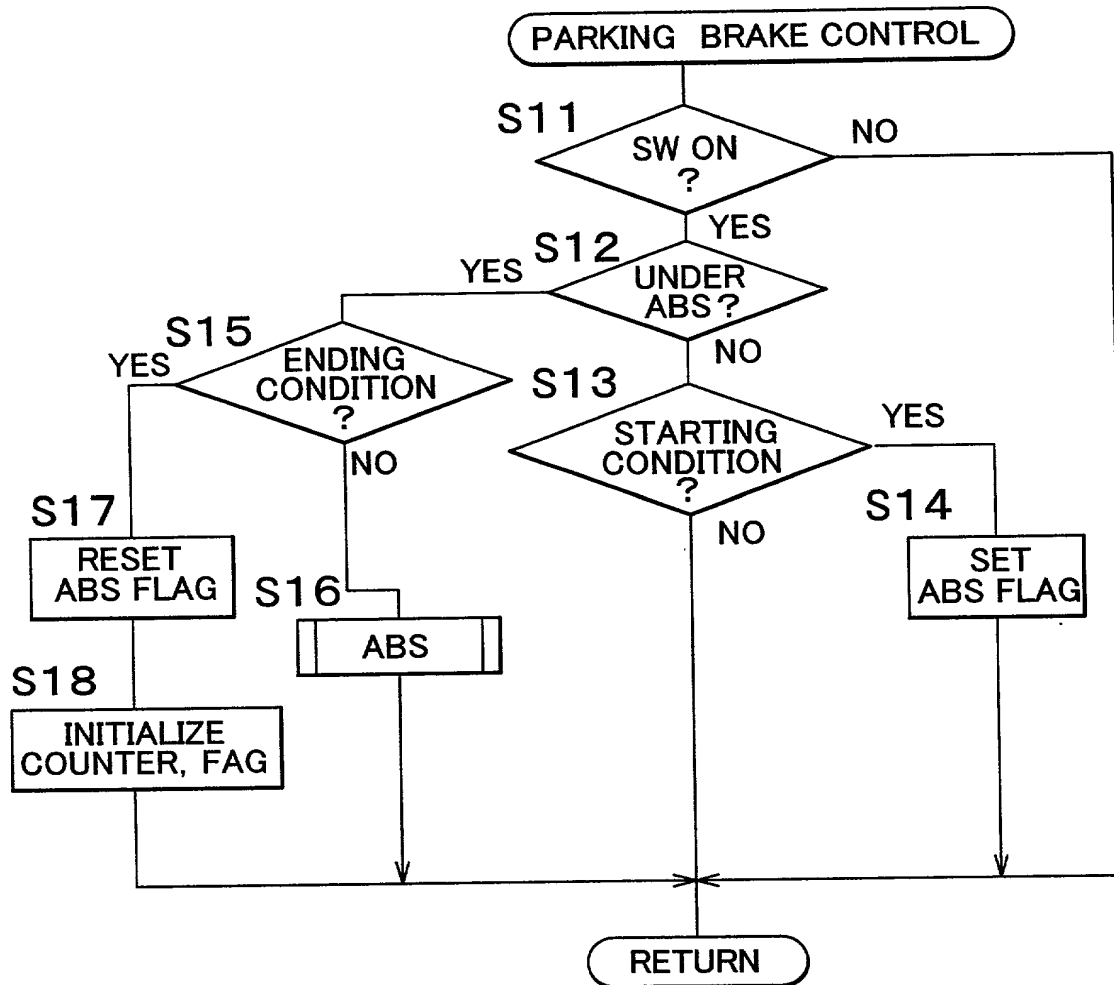 PARKING BRAKE CONTROL
S11
SW ON
?
NO
YES
S12
UNDER
ABS?
YES
NO
S15
ENDING
CONDITION
?
YES
NO
S13
STARTING
CONDITION
?
YES
NO
S14
SET
ABS FLAG
S17
RESET
ABS FLAG
S16
ABS
S18
INITIALIZE
COUNTER, FAG
RETURN